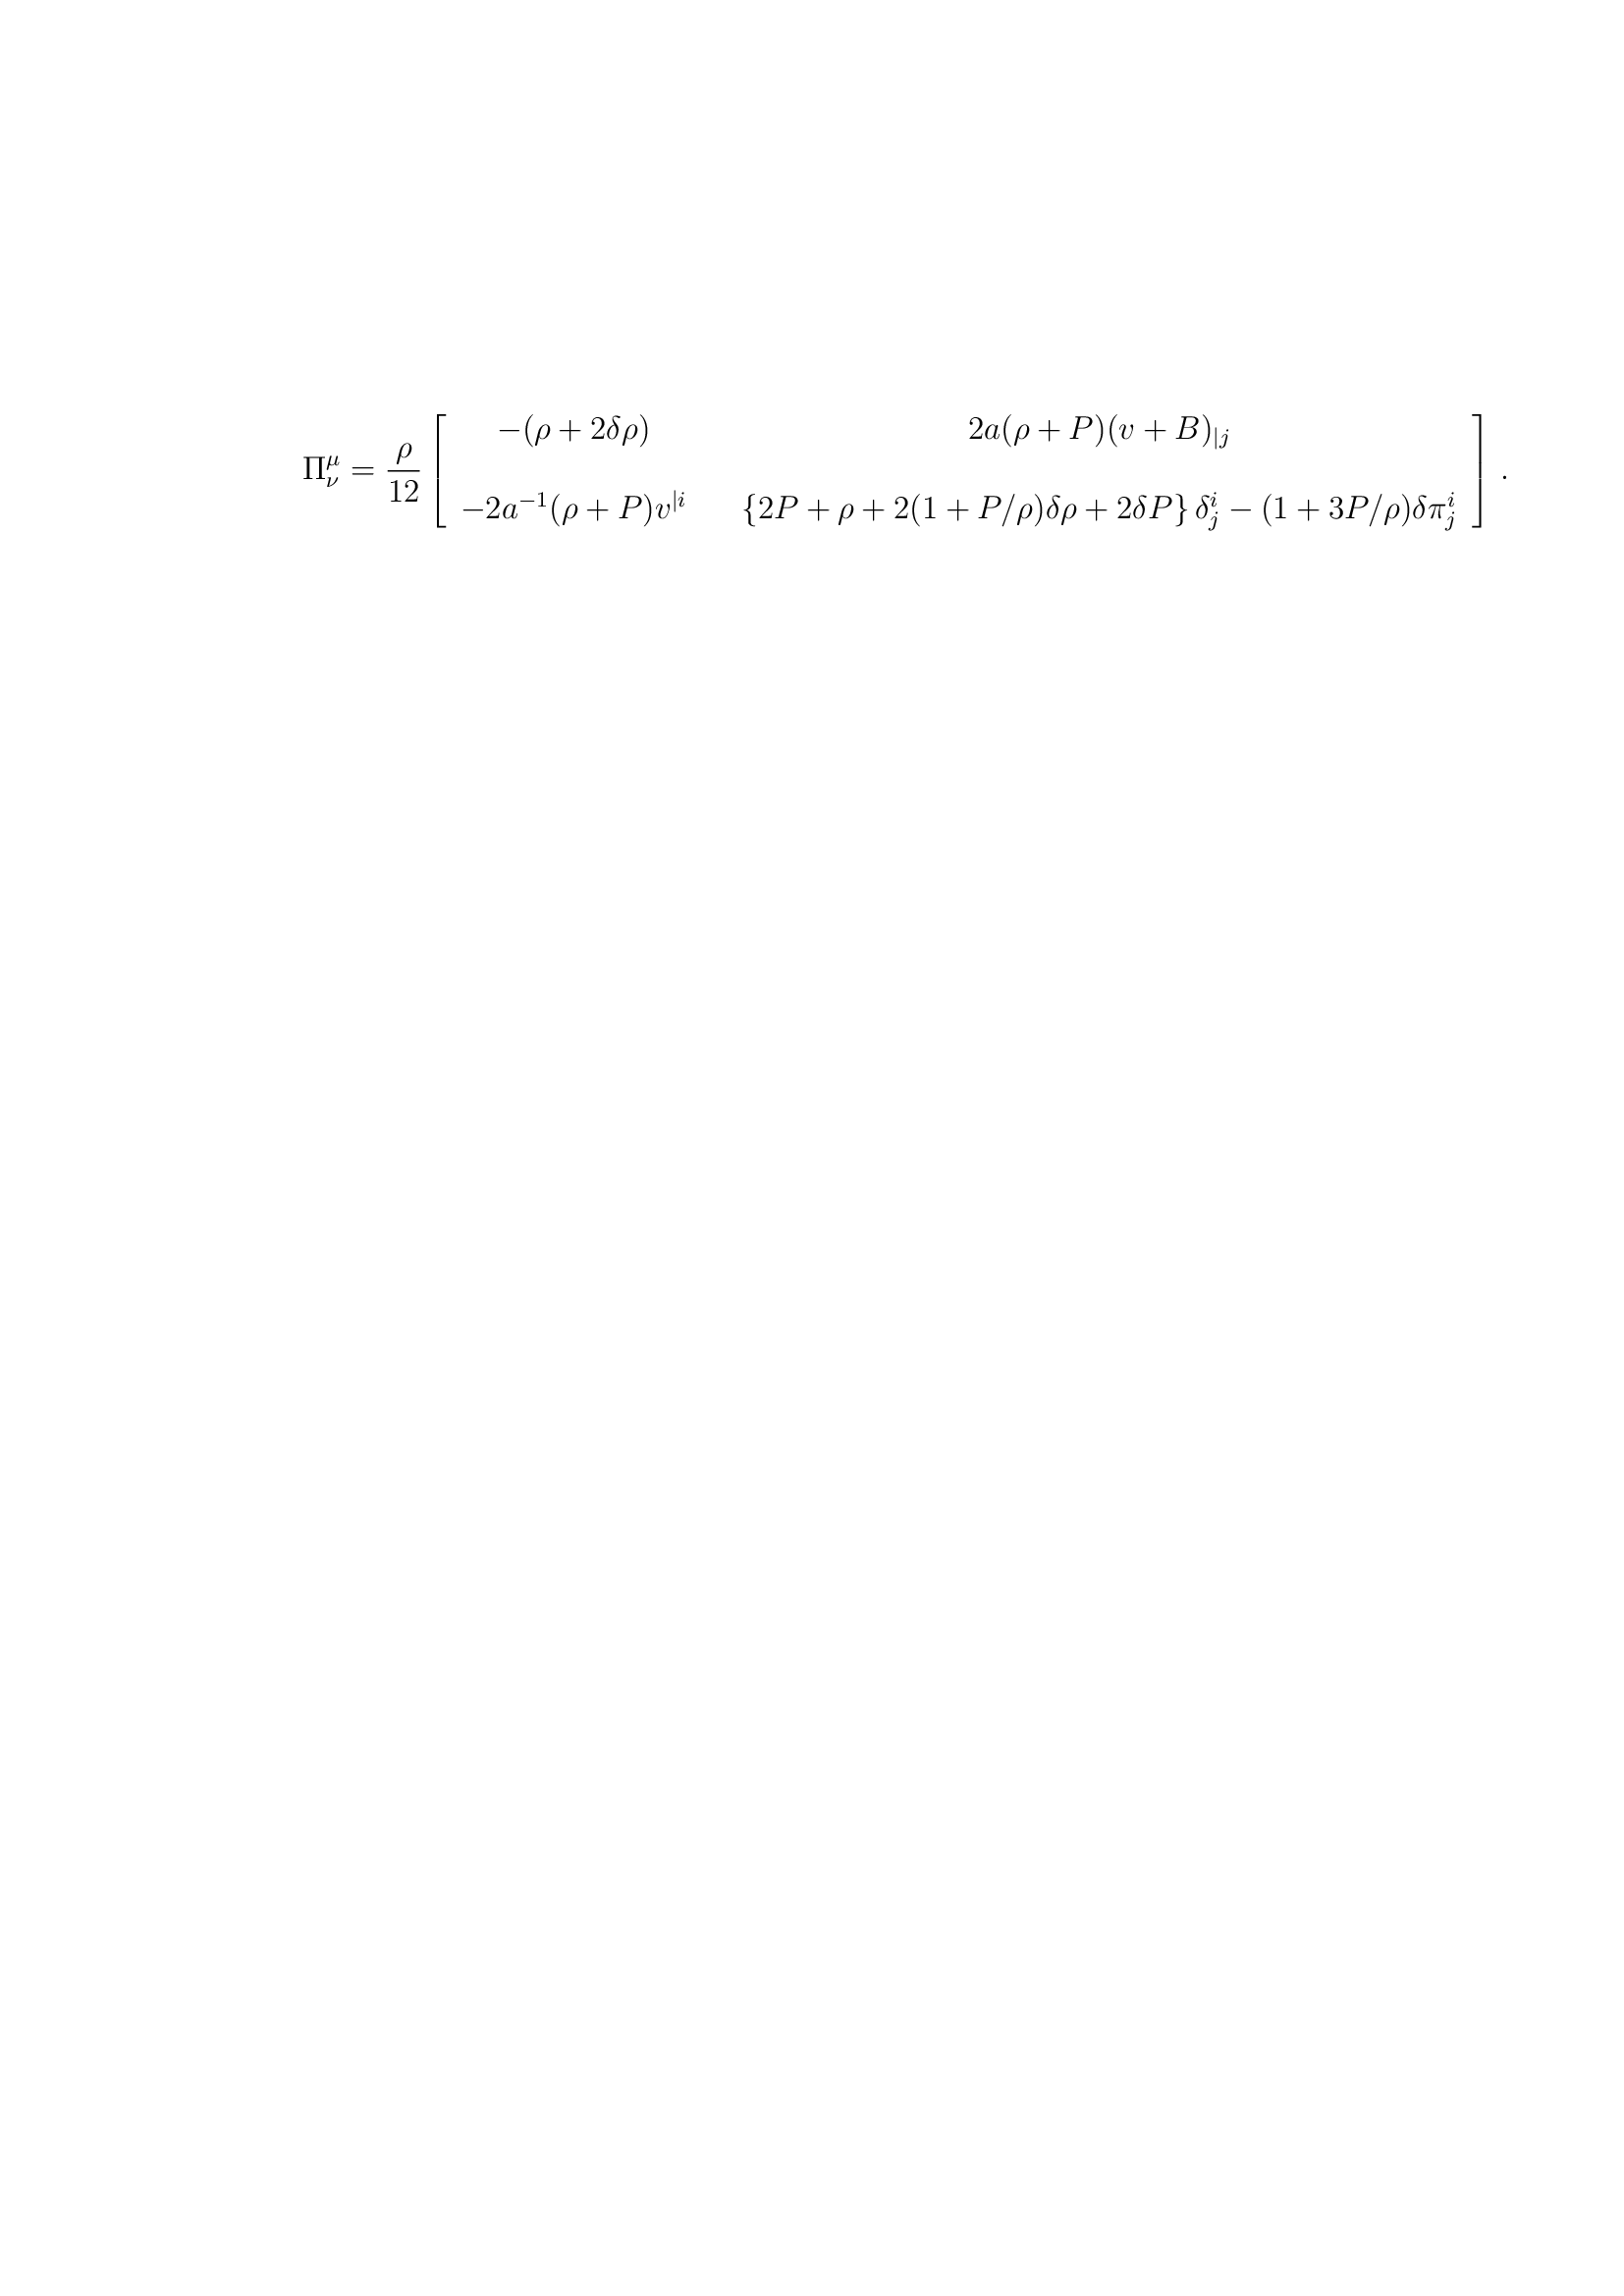 \Pi^{\mu}_{\nu} = \frac{\rho}{12} \left[ \begin{array}{cc} -(\rho + 2\delta\rho) & 2a(\rho + P)(v + B)_{|j} \\ -2a^{-1}(\rho + P)v^{|i} & \{2P + \rho + 2(1 + P/\rho)\delta\rho + 2\delta P\}\, \delta^i_j - (1 + 3P/\rho)\delta\pi^i_j \end{array} \right] .